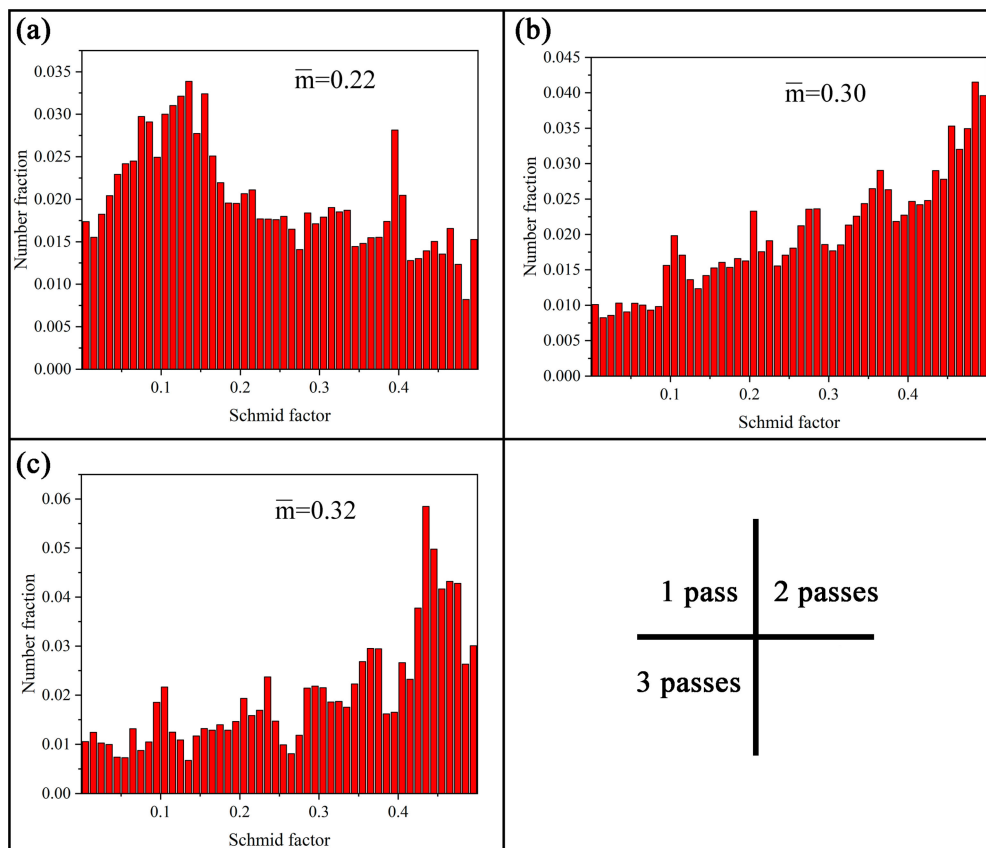 (a)
m̅=0.22
0.035
0.030
0.025
0.020
0.015
0.010
0.005
0.000
Number fraction
0.1 0.2 0.3 0.4
Schmid factor
(b)
m̅=0.30
0.045
0.040
0.035
0.030
0.025
0.020
0.015
0.010
0.005
0.000
Number fraction
0.1 0.2 0.3 0.4
Schmid factor
(c)
m̅=0.32
0.06
0.05
0.04
0.03
0.02
0.01
0.00
Number fraction
0.1 0.2 0.3 0.4
Schmid factor
1 pass 2 passes
3 passes